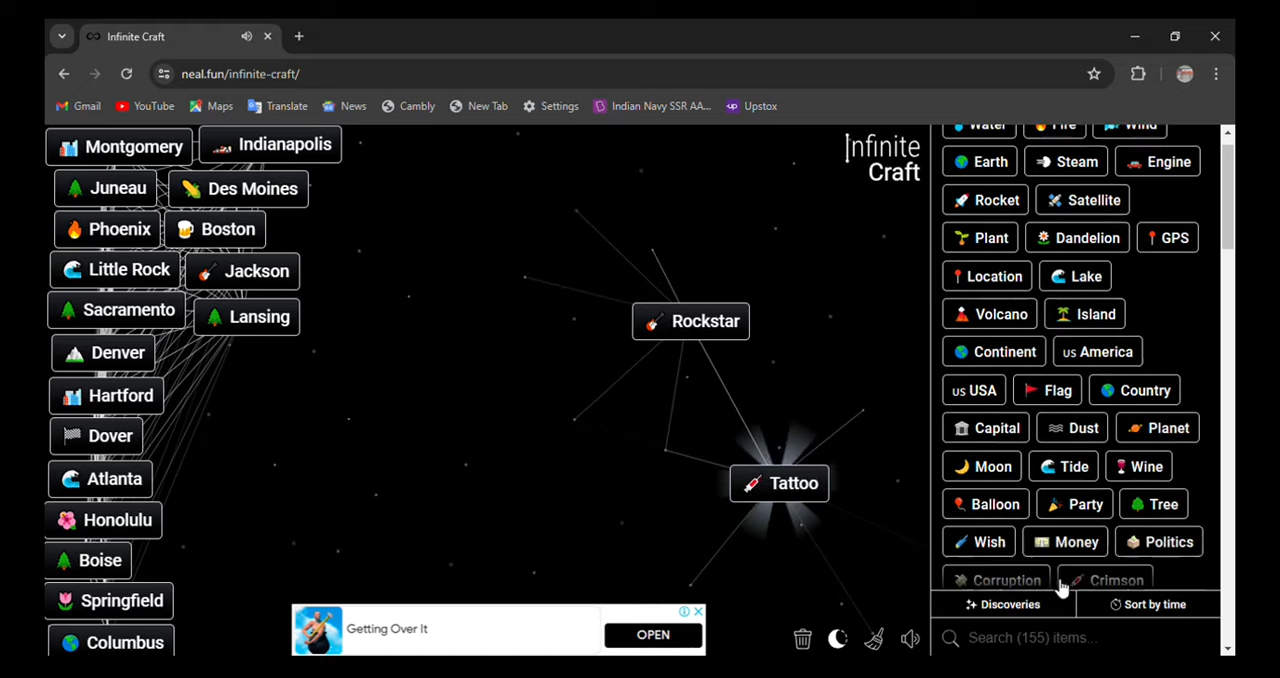 Infinite Craft
neal.fun/infinite-craft/
Gmail YouTube Maps Translate News Cambly New Tab Settings Indian Navy SSR AA... up Upstox
Montgomery Indianapolis
Juneau Des Moines
Phoenix Boston
Little Rock Jackson
Sacramento Lansing
Denver
Hartford
Dover
Atlanta
Honolulu
Boise
Springfield
Columbus
Infinite
Craft
Rockstar
Tattoo
Getting Over It OPEN
Water Fire Wind
Earth Steam Engine
Rocket Satellite
Plant Dandelion GPS
Location Lake
Volcano Island
Continent US America
US USA Flag Country
Capital Dust Planet
Moon Tide Wine
Balloon Party Tree
Wish Money Politics
Corruption Crimson
Discoveries Sort by time
Search (155) items...